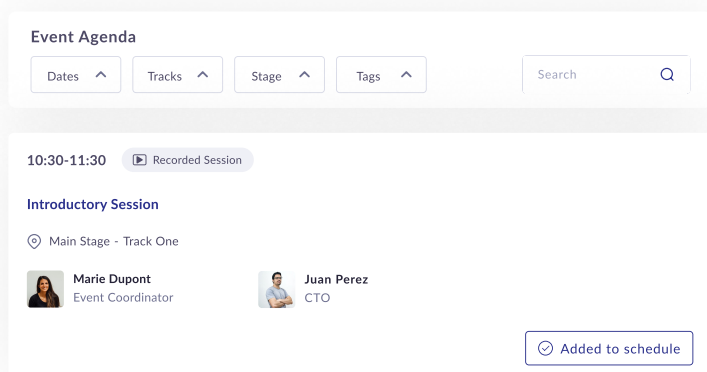 Event Agenda
Dates Tracks Stage Tags Search
10:30-11:30 Recorded Session
Introductory Session
Main Stage - Track One
Marie Dupont Juan Perez
Event Coordinator CTO
Added to schedule